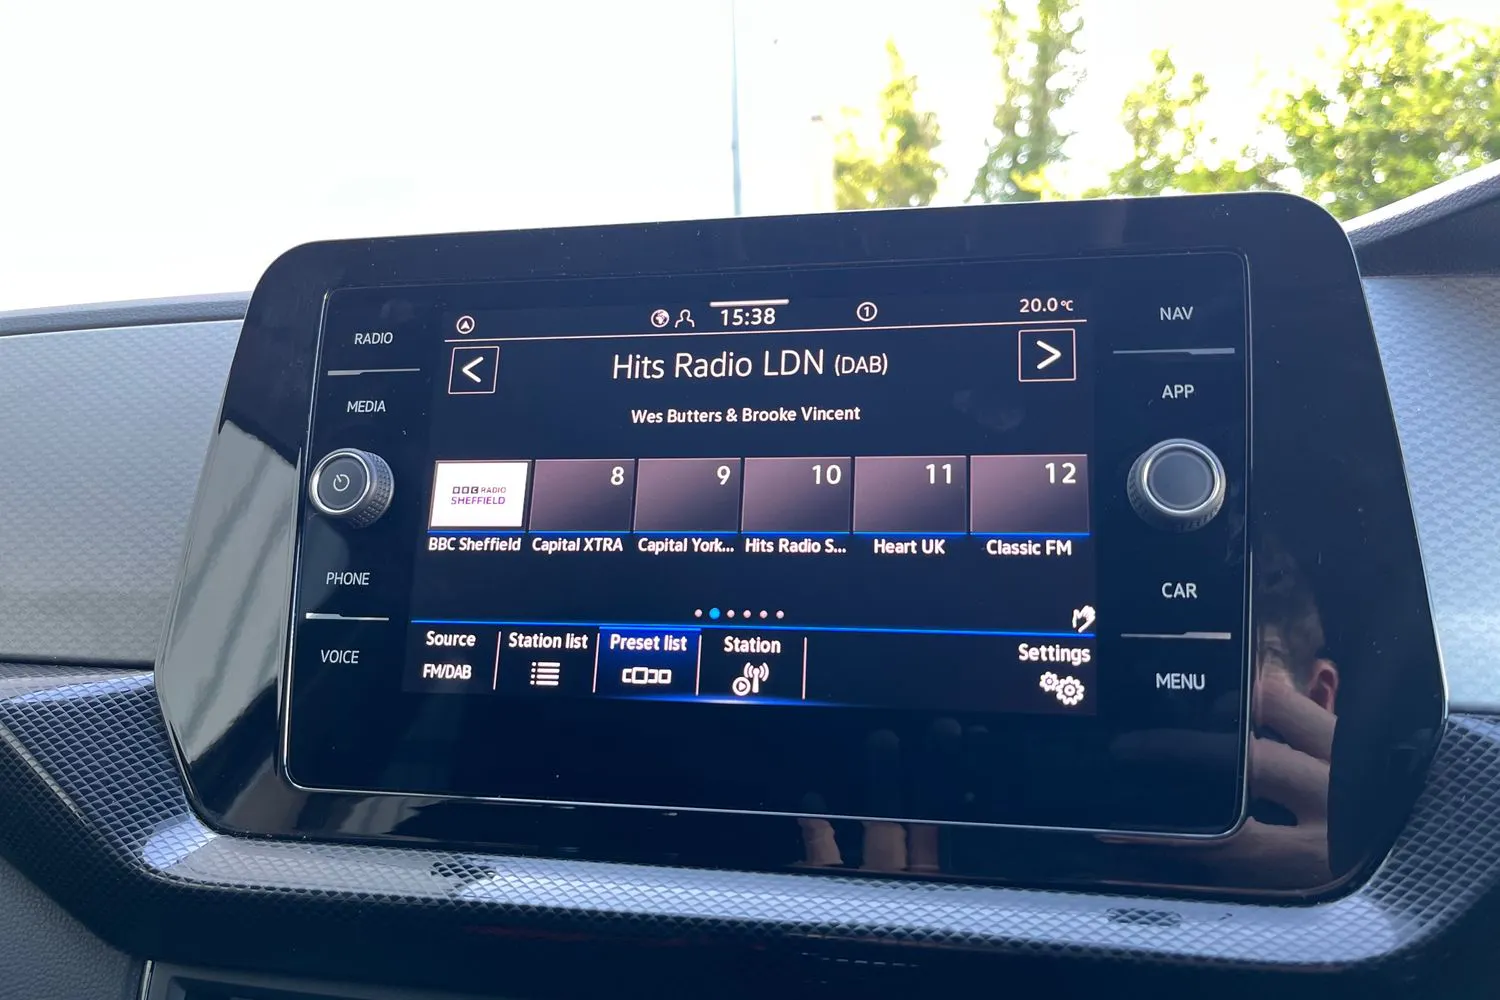 RADIO
MEDIA
PHONE
VOICE
15:38
1
20.0°C
<
Hits Radio LDN (DAB)
>
Wes Butters & Brooke Vincent
BBC RADIO
SHEFFIELD
8
9
10
11
12
BBC Sheffield
Capital XTRA
Capital York...
Hits Radio S...
Heart UK
Classic FM
Source
FM/DAB
Station list
Preset list
Station
Settings
NAV
APP
CAR
MENU